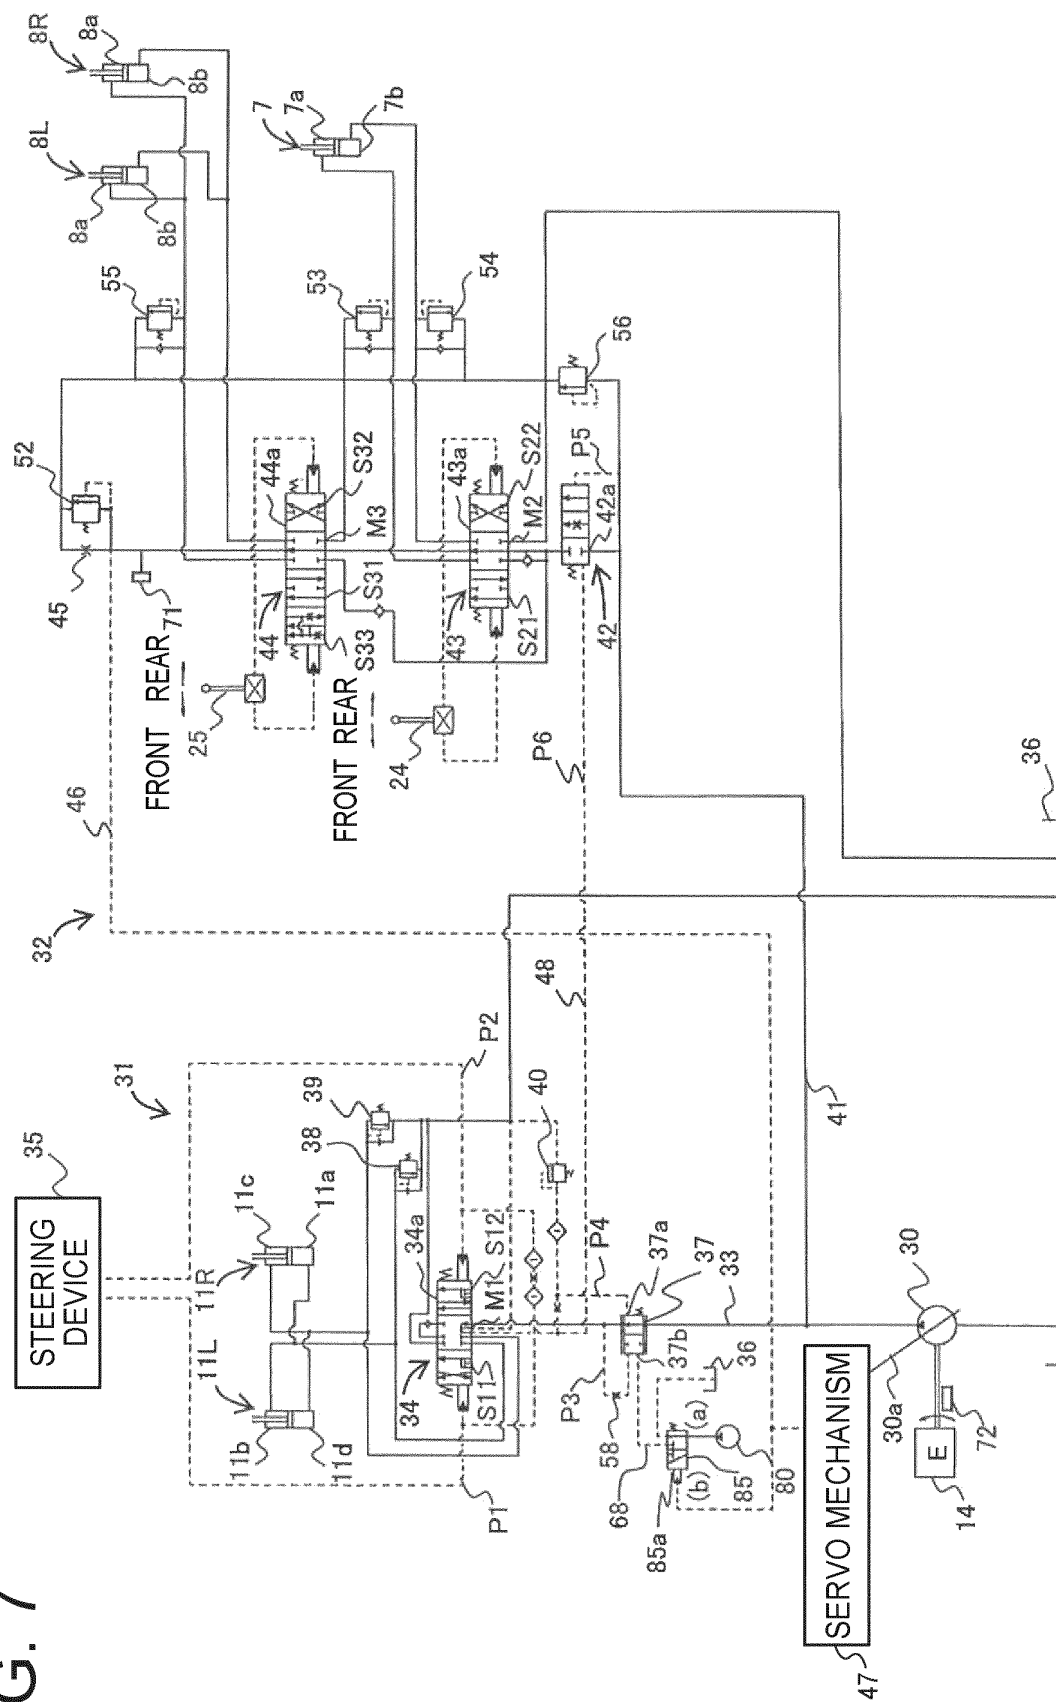 G. 7
STEERING
DEVICE
35
31
32
46
11c
11R
11a
11L
11b
11d
39
38
34a
34
S12
M1
S11
P2
P1
40
48
P4
P3
37a
37
37b
33
58
68
36
(a)
(b)
85
85a
80
30
30a
72
E
14
SERVO MECHANISM
47
41
36
8R
8a
8b
8L
8a
8b
7
7a
7b
55
53
54
56
52
45
71
FRONT REAR
25
44a
44
S32
M3
S31
S33
FRONT REAR
24
43a
43
S22
M2
S21
P5
42a
42
P6